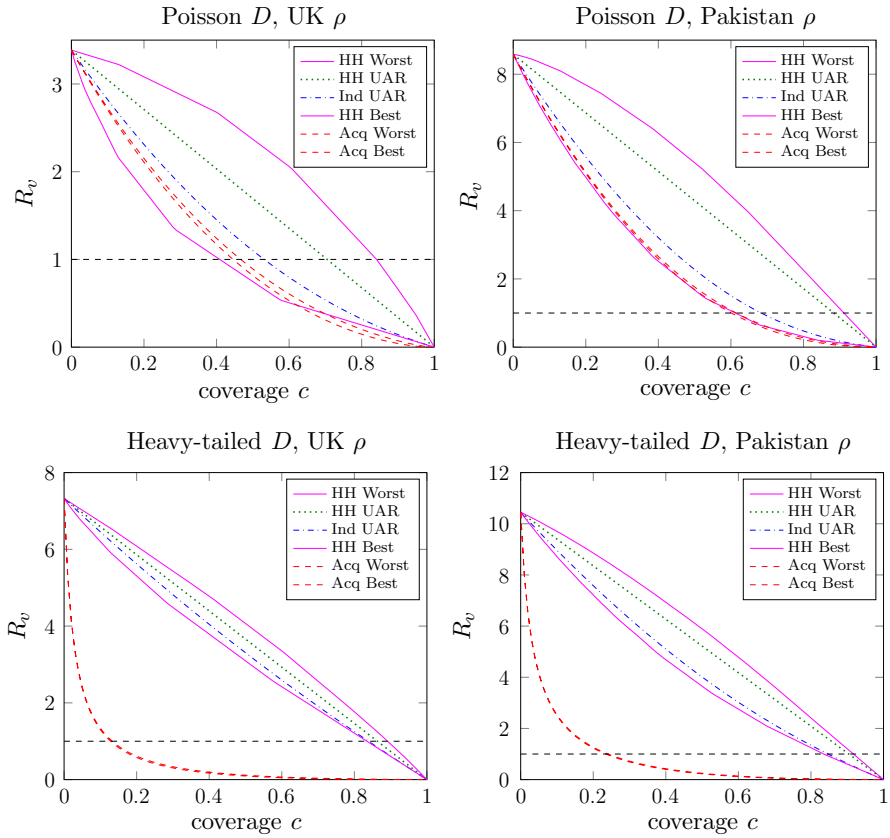 Poisson D, UK ρ
3
2
1
0
R_v
0
0.2
0.4
0.6
0.8
1
coverage c
HH Worst
HH UAR
Ind UAR
HH Best
Acq Worst
Acq Best
Poisson D, Pakistan ρ
8
6
4
2
0
R_v
0
0.2
0.4
0.6
0.8
1
coverage c
HH Worst
HH UAR
Ind UAR
HH Best
Acq Worst
Acq Best
Heavy-tailed D, UK ρ
8
6
4
2
0
R_v
0
0.2
0.4
0.6
0.8
1
coverage c
HH Worst
HH UAR
Ind UAR
HH Best
Acq Worst
Acq Best
Heavy-tailed D, Pakistan ρ
12
10
8
6
4
2
0
R_v
0
0.2
0.4
0.6
0.8
1
coverage c
HH Worst
HH UAR
Ind UAR
HH Best
Acq Worst
Acq Best